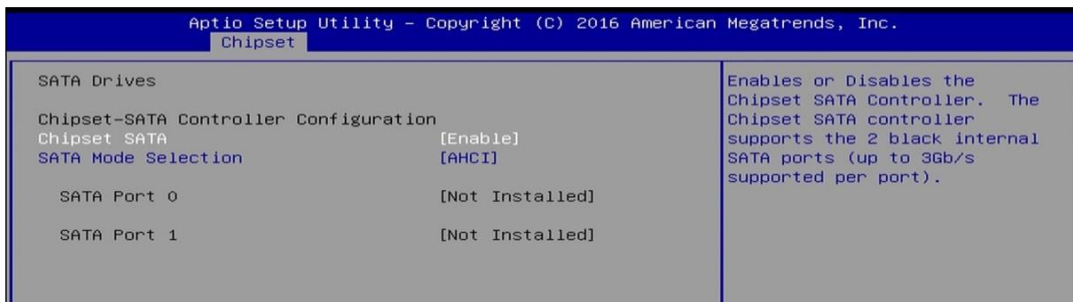 Aptio Setup Utility – Copyright (C) 2016 American Megatrends, Inc.
Chipset
SATA Drives
Chipset-SATA Controller Configuration
Chipset SATA [Enable]
SATA Mode Selection [AHCI]
SATA Port 0 [Not Installed]
SATA Port 1 [Not Installed]
Enables or Disables the
Chipset SATA Controller. The
Chipset SATA controller
supports the 2 black internal
SATA ports (up to 3Gb/s
supported per port).